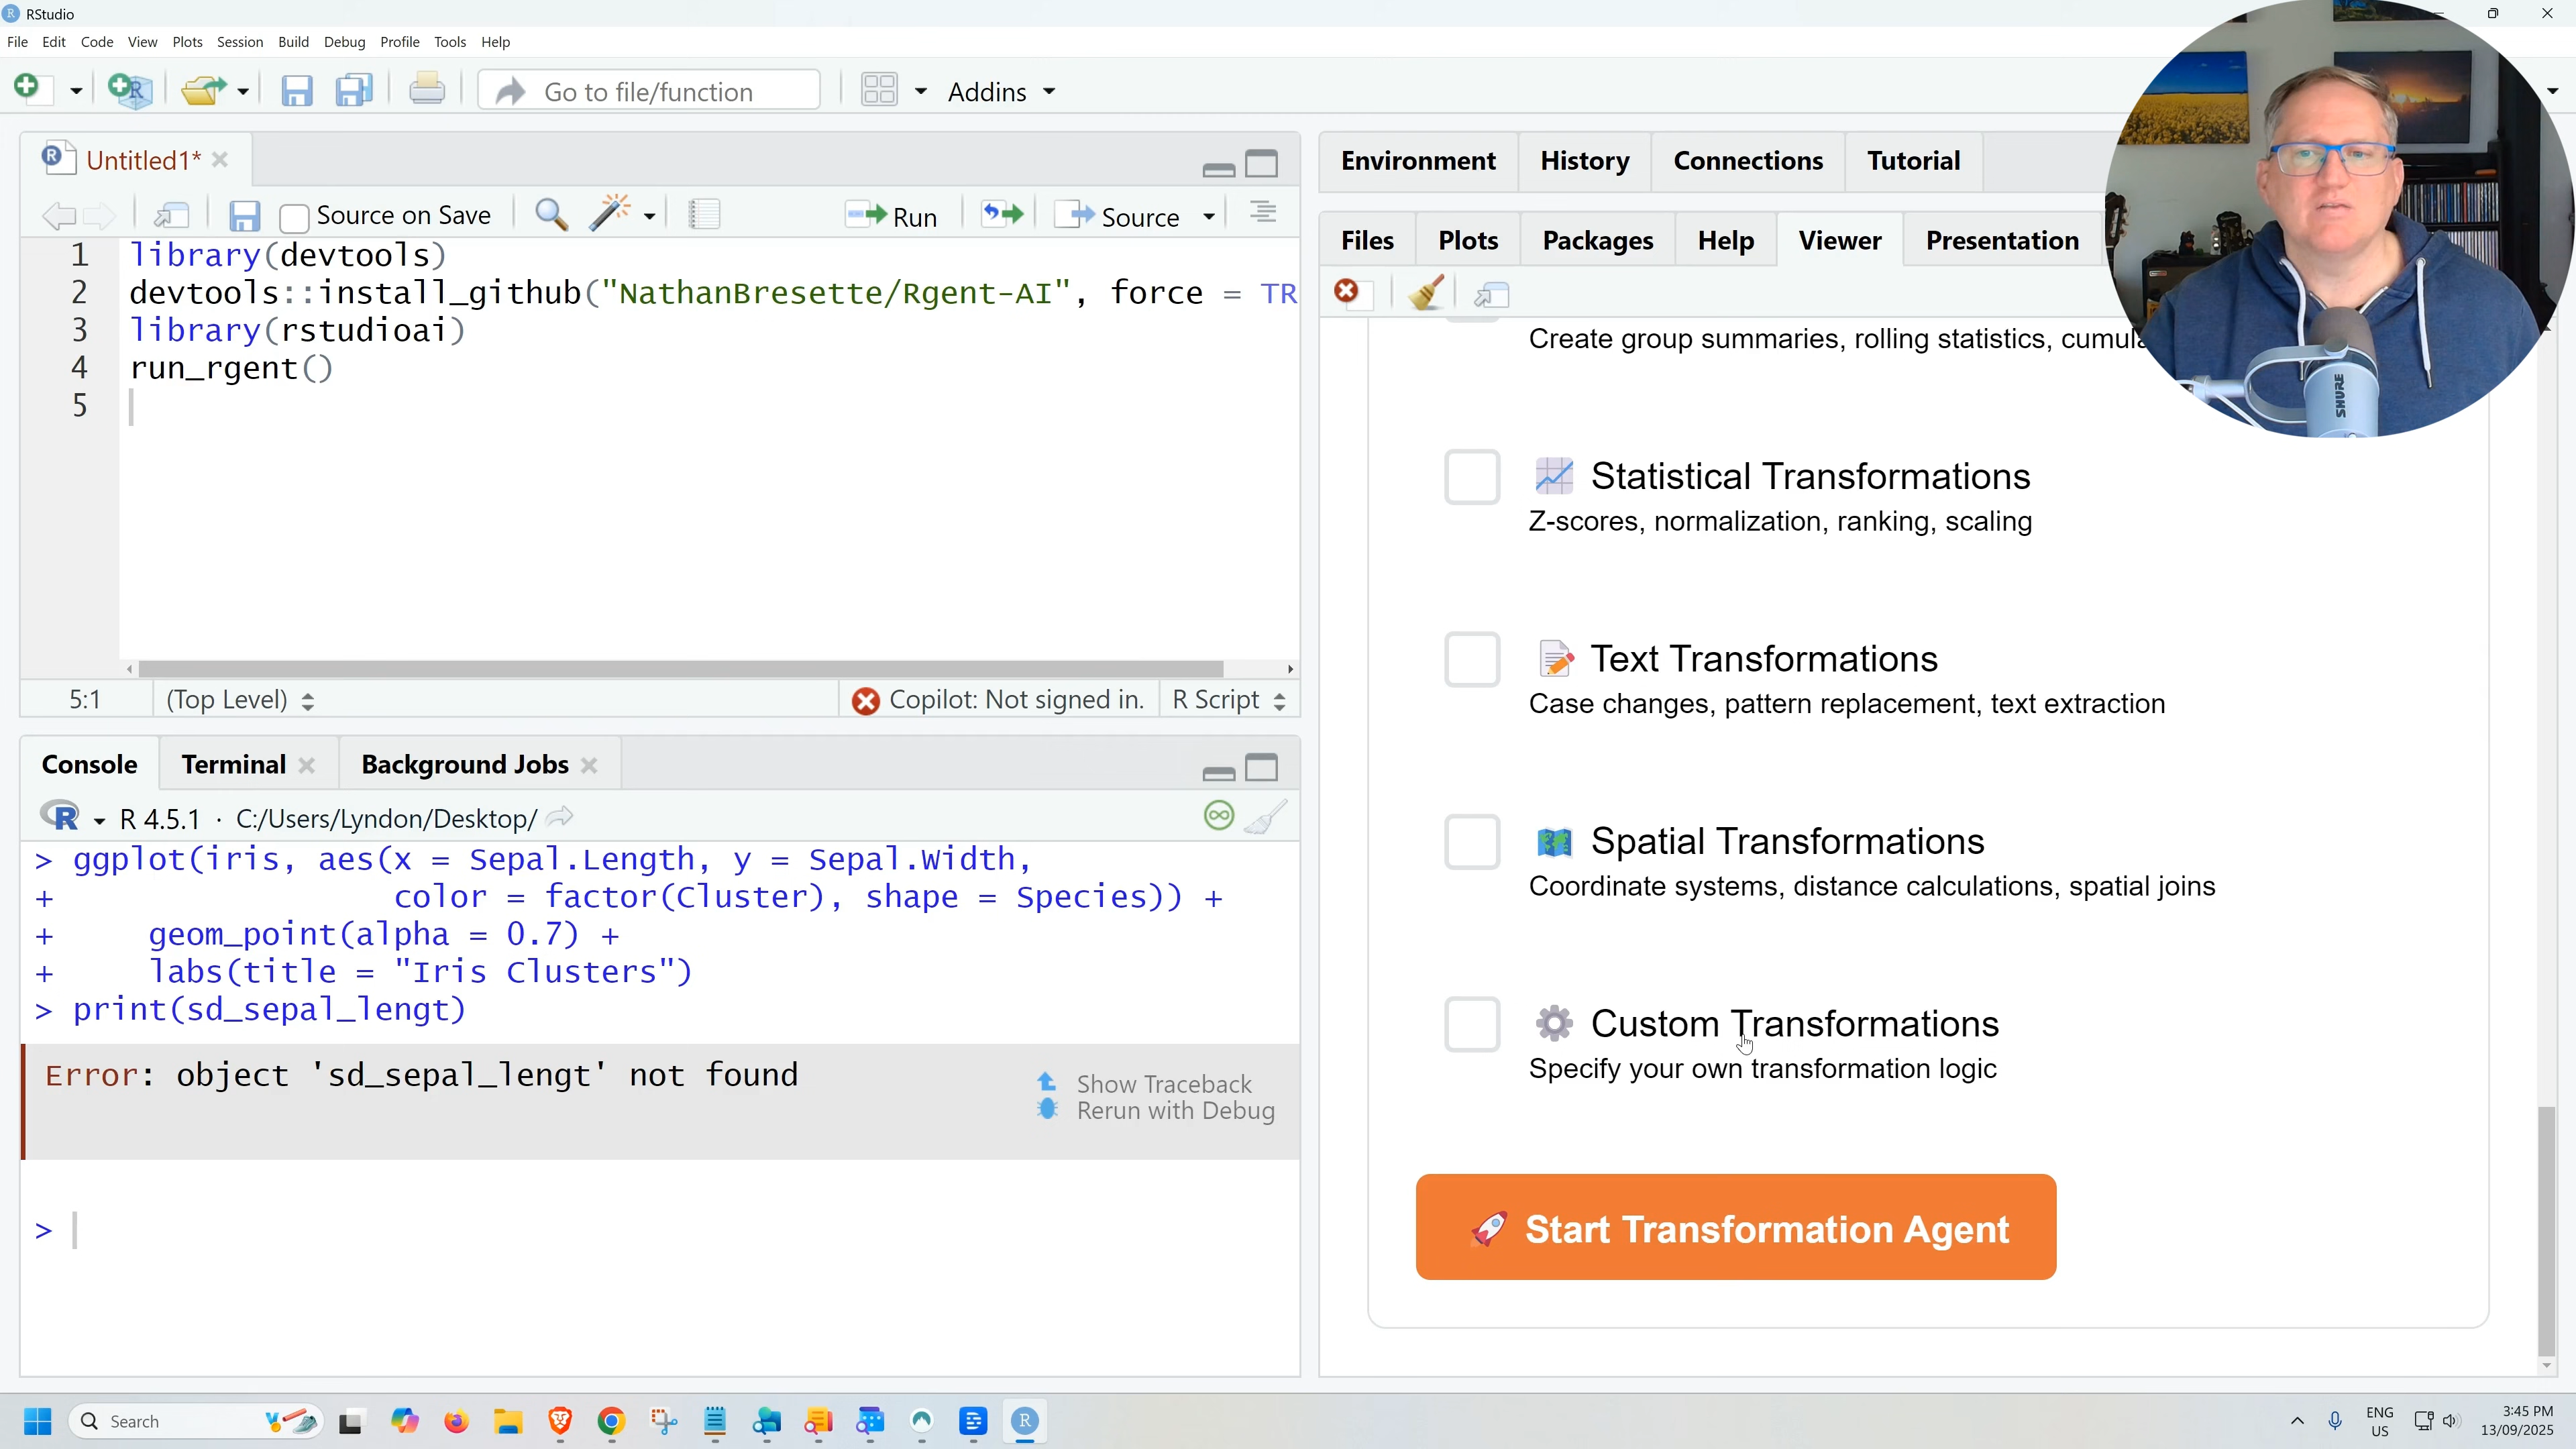 RStudio
File Edit Code View Plots Session Build Debug Profile Tools Help
Go to file/function Addins
Untitled1*
Source on Save Run Source
1 library(devtools)
2 devtools::install_github("NathanBresette/Rgent-AI", force = TR
3 library(rstudioai)
4 run_rgent()
5
5:1 (Top Level) Copilot: Not signed in. R Script
Console Terminal Background Jobs
R 4.5.1 · C:/Users/Lyndon/Desktop/
> ggplot(iris, aes(x = Sepal.Length, y = Sepal.Width,
+ color = factor(Cluster), shape = Species)) +
+ geom_point(alpha = 0.7) +
+ labs(title = "Iris Clusters")
> print(sd_sepal_lengt)
Error: object 'sd_sepal_lengt' not found
Show Traceback
Rerun with Debug
>
Environment History Connections Tutorial
Files Plots Packages Help Viewer Presentation
Create group summaries, rolling statistics,
Statistical Transformations
Z-scores, normalization, ranking, scaling
Text Transformations
Case changes, pattern replacement, text extraction
Spatial Transformations
Coordinate systems, distance calculations, spatial joins
Custom Transformations
Specify your own transformation logic
Start Transformation Agent
SHURE
Search
ENG
US
3:45 PM
13/09/2025